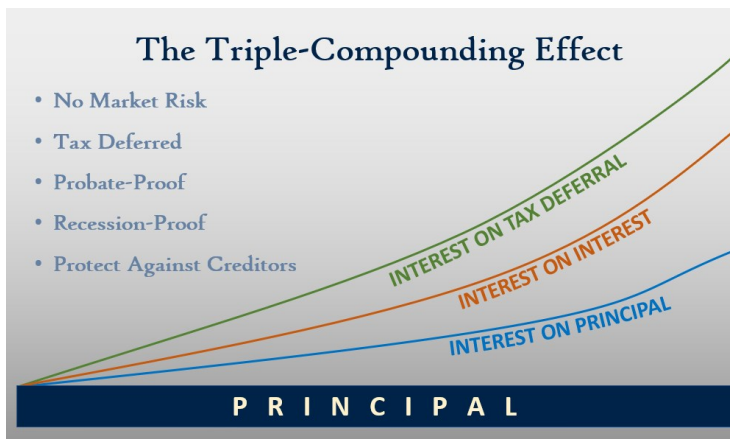 The Triple-Compounding Effect
• No Market Risk
• Tax Deferred
• Probate-Proof
• Recession-Proof
• Protect Against Creditors
INTEREST ON TAX DEFERRAL
INTEREST ON INTEREST
INTEREST ON PRINCIPAL
PRINCIPAL